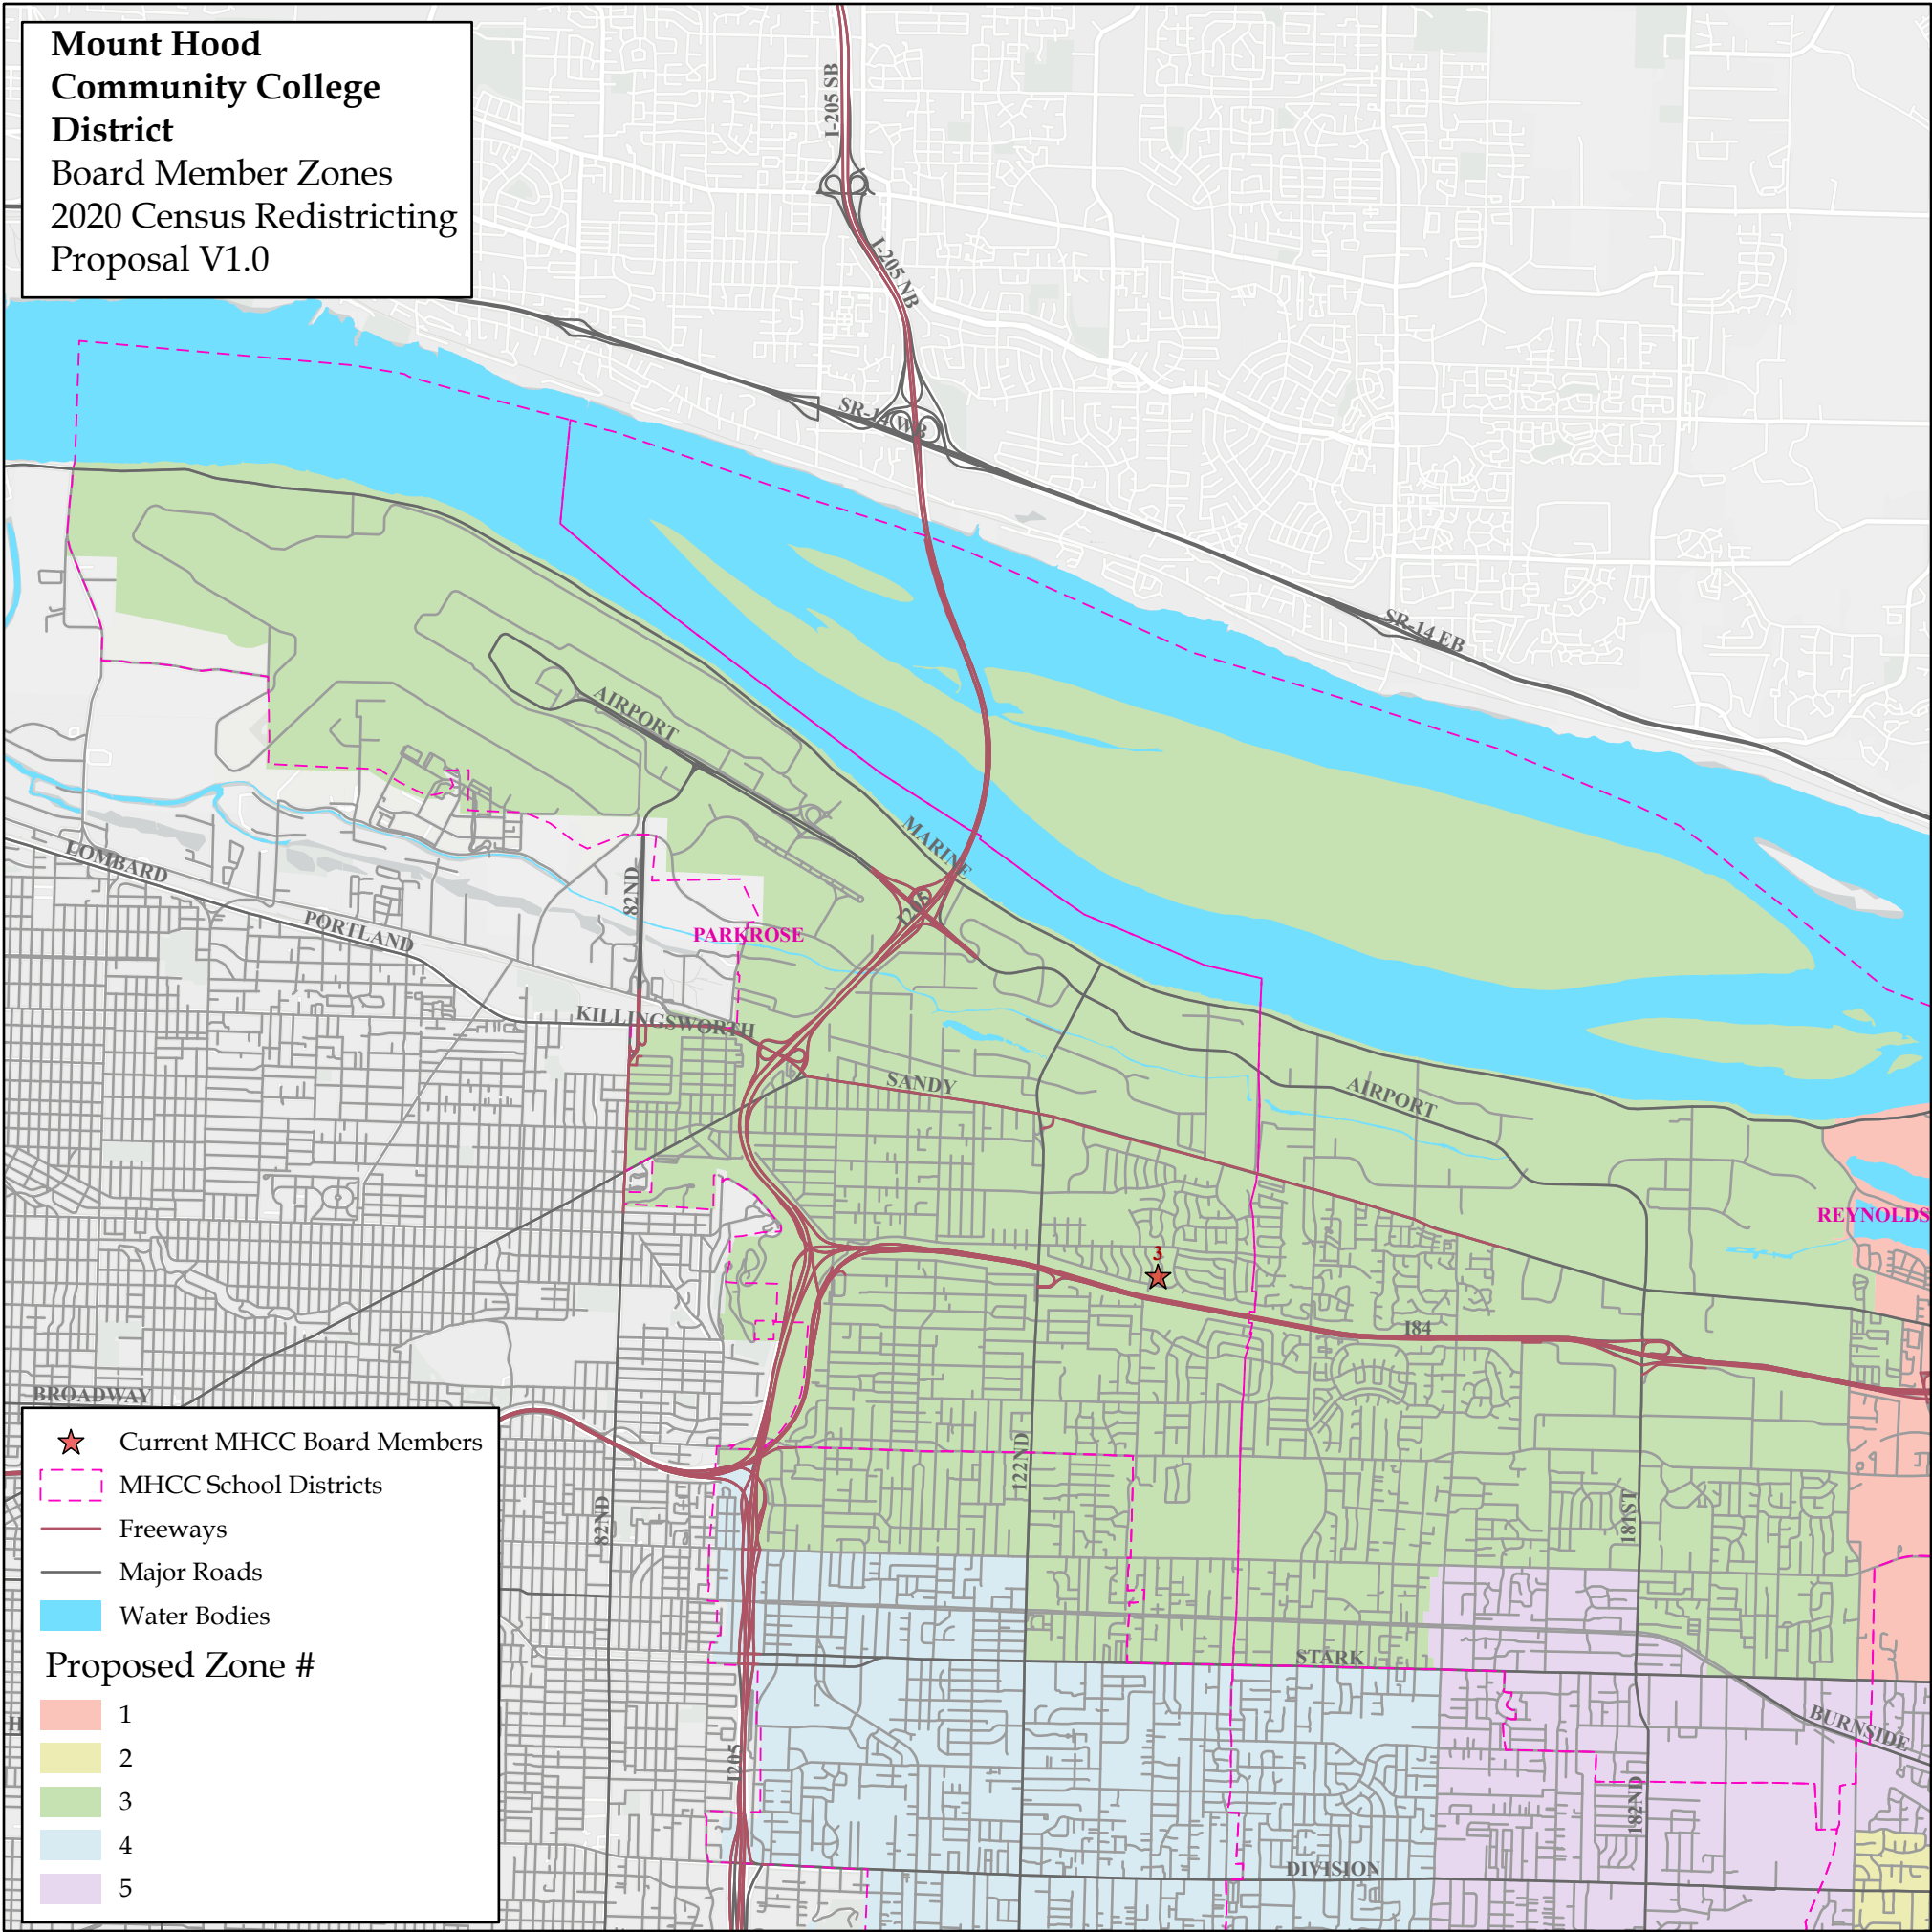 Mount Hood
Community College
District
Board Member Zones
2020 Census Redistricting
Proposal V1.0
I-205 SB
I-205 NB
SR-14 WB
SR-14 EB
AIRPORT
MARINE
LOMBARD
PORTLAND
82ND
PARKROSE
I205
KILLINGSWORTH
SANDY
AIRPORT
REYNOLDS
3
I84
BROADWAY
122ND
82ND
181ST
STARK
BURNSIDE
I205
182ND
DIVISION
Current MHCC Board Members
MHCC School Districts
Freeways
Major Roads
Water Bodies
Proposed Zone #
1
2
3
4
5